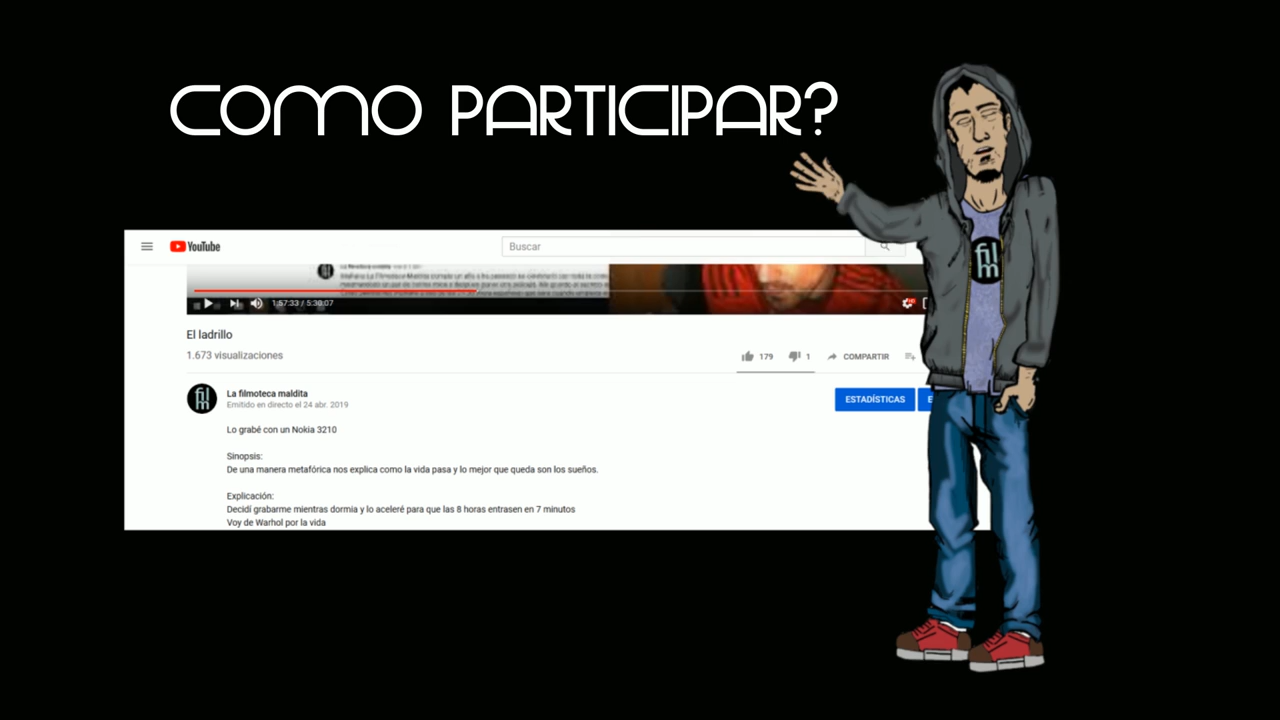 COMO PARTICIPAR?
film
YouTube
Buscar
1:57:33 / 5:30:07
El ladrillo
1.673 visualizaciones
179
1
COMPARTIR
film
La filmoteca maldita
Emitido en directo el 24 abr. 2019
ESTADÍSTICAS
E
Lo grabé con un Nokia 3210
Sinopsis:
De una manera metafórica nos explica como la vida pasa y lo mejor que queda son los sueños.
Explicación:
Decidí grabarme mientras dormia y lo aceleré para que las 8 horas entrasen en 7 minutos
Voy de Warhol por la vida